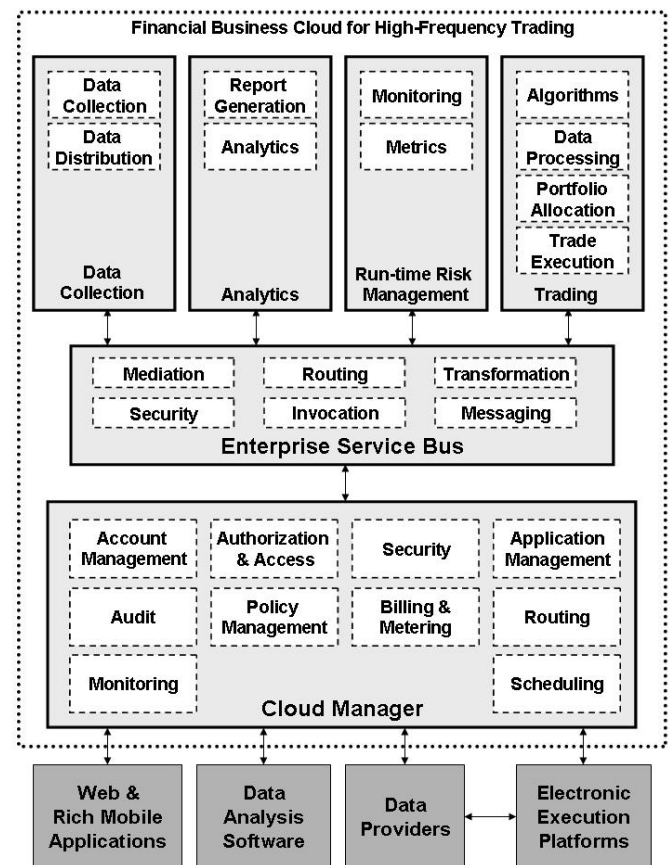 Financial Business Cloud for High-Frequency Trading
Data
Collection
Data
Distribution
Data
Collection
Report
Generation
Analytics
Analytics
Monitoring
Metrics
Run-time Risk
Management
Algorithms
Data
Processing
Portfolio
Allocation
Trade
Execution
Trading
Mediation
Routing
Transformation
Security
Invocation
Messaging
Enterprise Service Bus
Account
Management
Authorization
& Access
Security
Application
Management
Audit
Policy
Management
Billing &
Metering
Routing
Monitoring
Scheduling
Cloud Manager
Web &
Rich Mobile
Applications
Data
Analysis
Software
Data
Providers
Electronic
Execution
Platforms